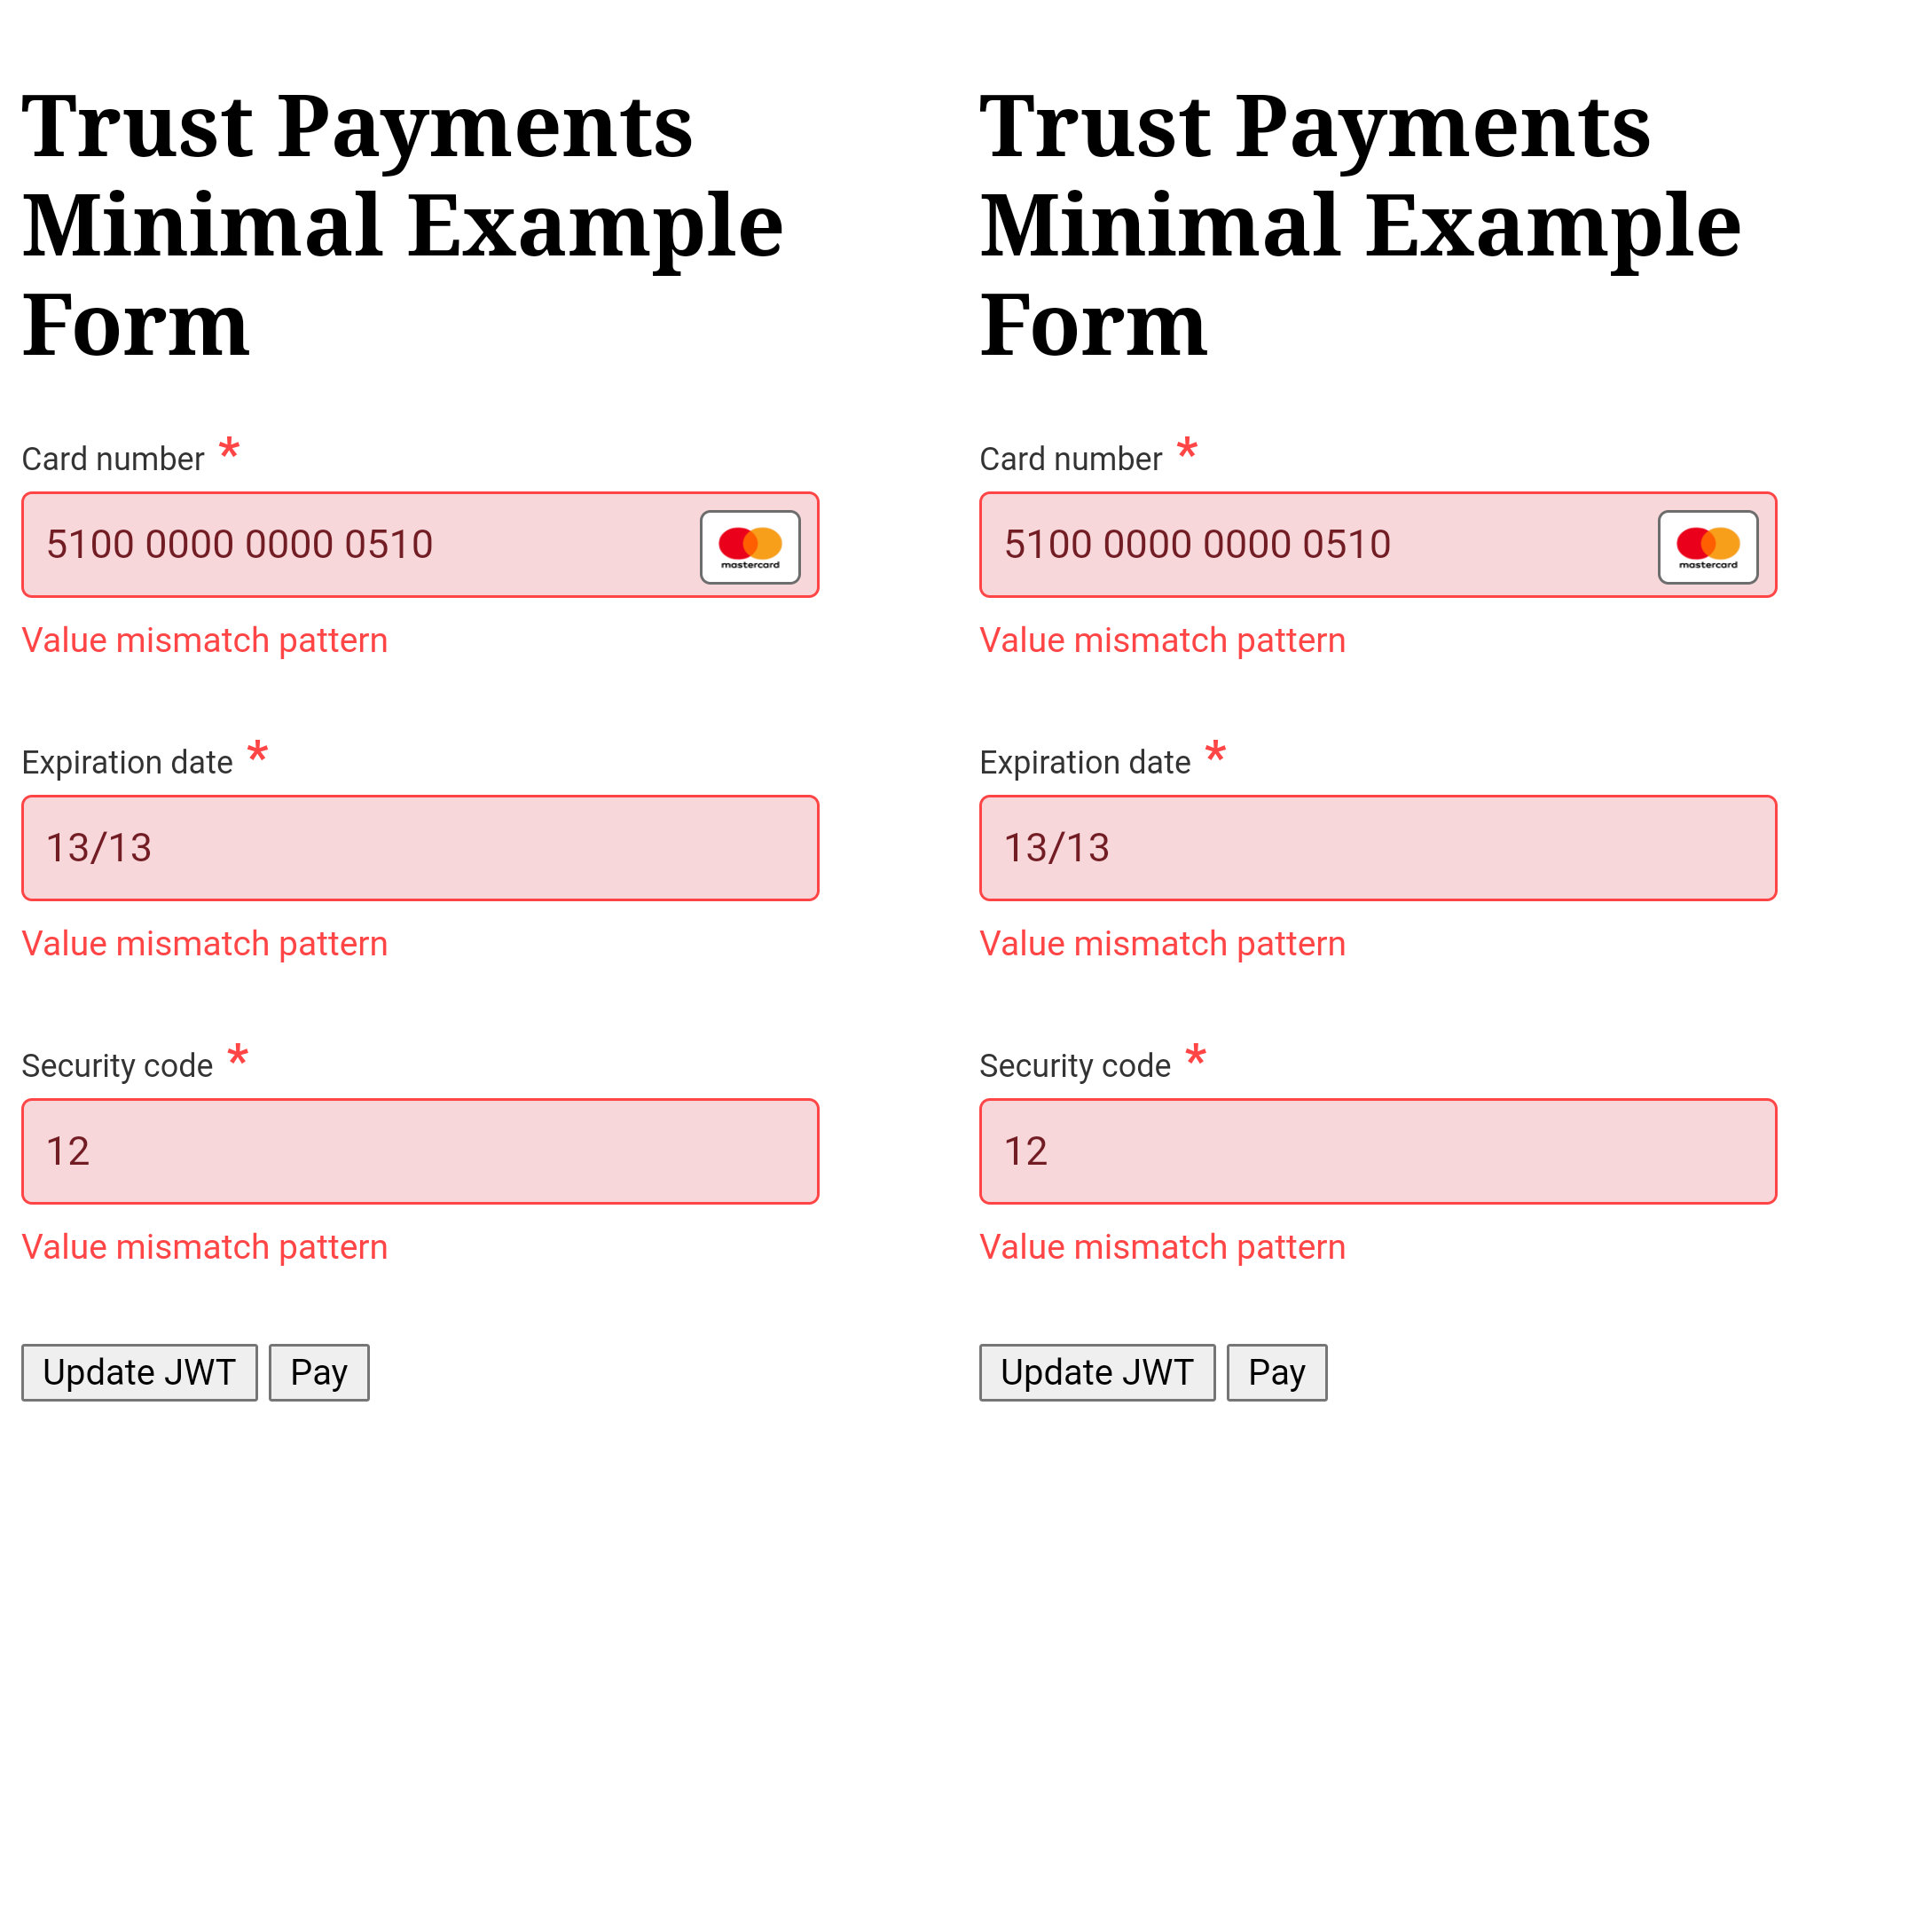 Trust Payments
Minimal Example
Form
Card number *
5100 0000 0000 0510
mastercard
Value mismatch pattern
Expiration date *
13/13
Value mismatch pattern
Security code *
12
Value mismatch pattern
Update JWT Pay
Trust Payments
Minimal Example
Form
Card number *
5100 0000 0000 0510
mastercard
Value mismatch pattern
Expiration date *
13/13
Value mismatch pattern
Security code *
12
Value mismatch pattern
Update JWT Pay